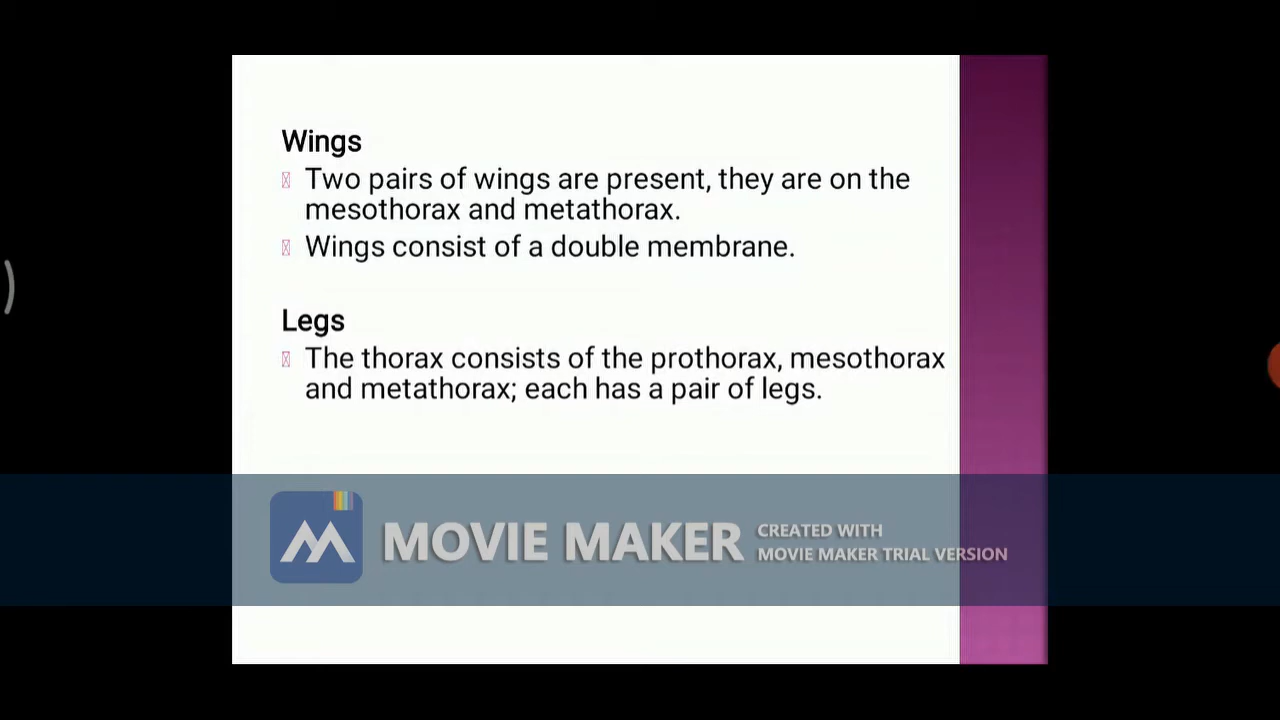 Wings
Two pairs of wings are present, they are on the
mesothorax and metathorax.
Wings consist of a double membrane.
Legs
The thorax consists of the prothorax, mesothorax
and metathorax; each has a pair of legs.
MOVIE MAKER
CREATED WITH
MOVIE MAKER TRIAL VERSION